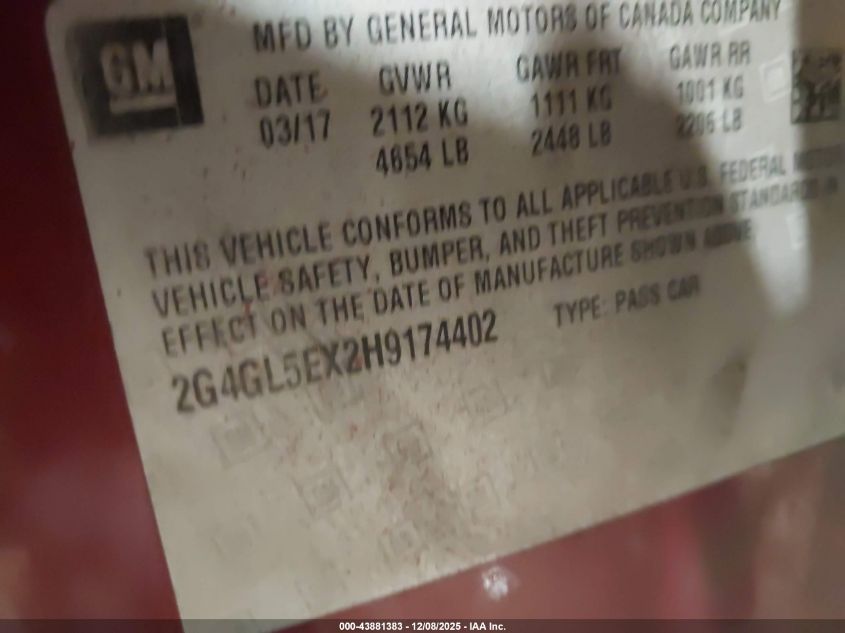 GM
MFD BY GENERAL MOTORS OF CANADA COMPANY
DATE GVWR GAWR FRT GAWR RR
03/17 2112 KG 1111 KG 1001 KG
4654 LB 2448 LB 2206 LB
THIS VEHICLE CONFORMS TO ALL APPLICABLE U.S. FEDERAL MOTOR
VEHICLE SAFETY, BUMPER, AND THEFT PREVENTION STANDARDS IN
EFFECT ON THE DATE OF MANUFACTURE SHOWN ABOVE
2G4GL5EX2H9174402 TYPE: PASS CAR
000-43881383 - 12/08/2025 - IAA Inc.